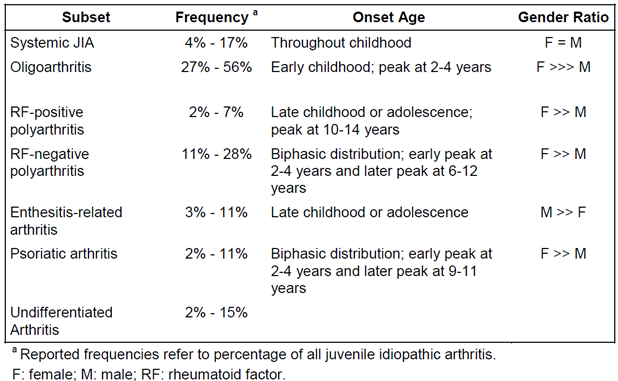 Subset Frequency a Onset Age Gender Ratio
Systemic JIA 4% - 17% Throughout childhood F = M
Oligoarthritis 27% - 56% Early childhood; peak at 2-4 years F >>> M
RF-positive 2% - 7% Late childhood or adolescence; F >> M
polyarthritis peak at 10-14 years
RF-negative 11% - 28% Biphasic distribution; early peak at F >> M
polyarthritis 2-4 years and later peak at 6-12
years
Enthesitis-related 3% - 11% Late childhood or adolescence M >> F
arthritis
Psoriatic arthritis 2% - 11% Biphasic distribution; early peak at F >> M
2-4 years and later peak at 9-11
years
Undifferentiated 2% - 15%
Arthritis
a Reported frequencies refer to percentage of all juvenile idiopathic arthritis.
F: female; M: male; RF: rheumatoid factor.